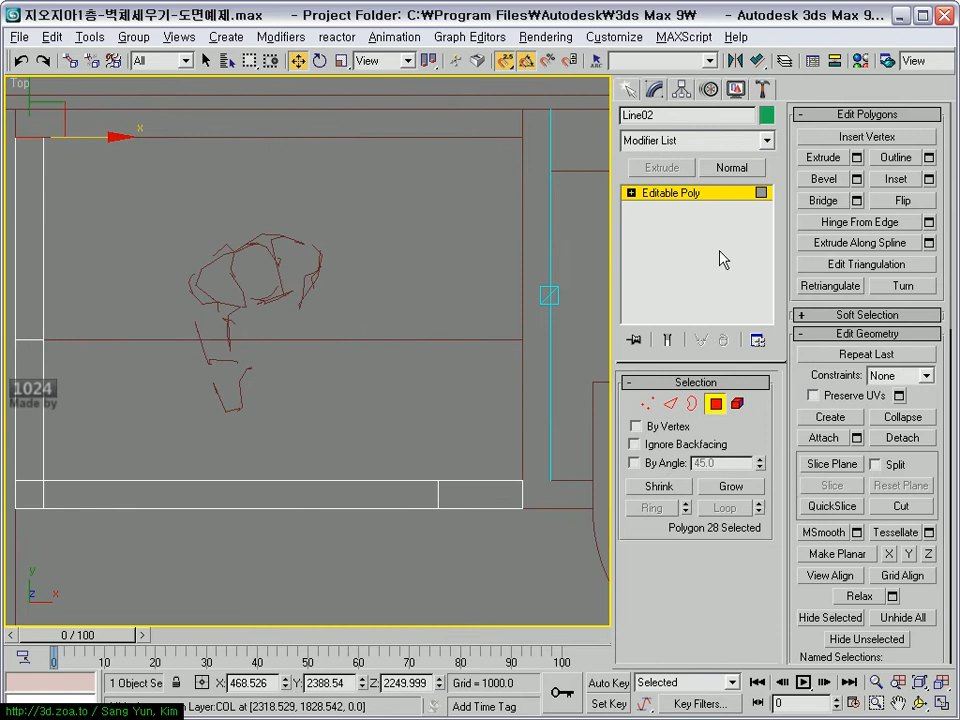 지오지아1층-벽체세우기-도면예제.max - Project Folder: C:₩Program Files₩Autodesk₩3ds Max 9₩ - Autodesk 3ds Max 9...
File Edit Tools Group Views Create Modifiers reactor Animation Graph Editors Rendering Customize MAXScript Help
All View View
Top
x
Line02
Modifier List
Extrude Normal
Editable Poly
Selection
By Vertex
Ignore Backfacing
By Angle: 45.0
Shrink Grow
Ring Loop
Polygon 28 Selected
Edit Polygons
Insert Vertex
Extrude Outline
Bevel Inset
Bridge Flip
Hinge From Edge
Extrude Along Spline
Edit Triangulation
Retriangulate Turn
Soft Selection
Edit Geometry
Repeat Last
Constraints: None
Preserve UVs
Create Collapse
Attach Detach
Slice Plane Split
Slice Reset Plane
QuickSlice Cut
MSmooth Tessellate
Make Planar X Y Z
View Align Grid Align
Relax
Hide Selected Unhide All
Hide Unselected
Named Selections:
1024
Made by
y
z x
0 / 100
0 10 20 30 40 50 60 70 80 90 100
1 Object Se X: 468.526 Y: 2388.54 Z: 2249.999 Grid = 1000.0 Auto Key Selected
http://3d.zoa.to / Sang Yun, Kim
Layer:COL at [2318.529, 1828.542, 0.0] Add Time Tag Set Key Key Filters... 0